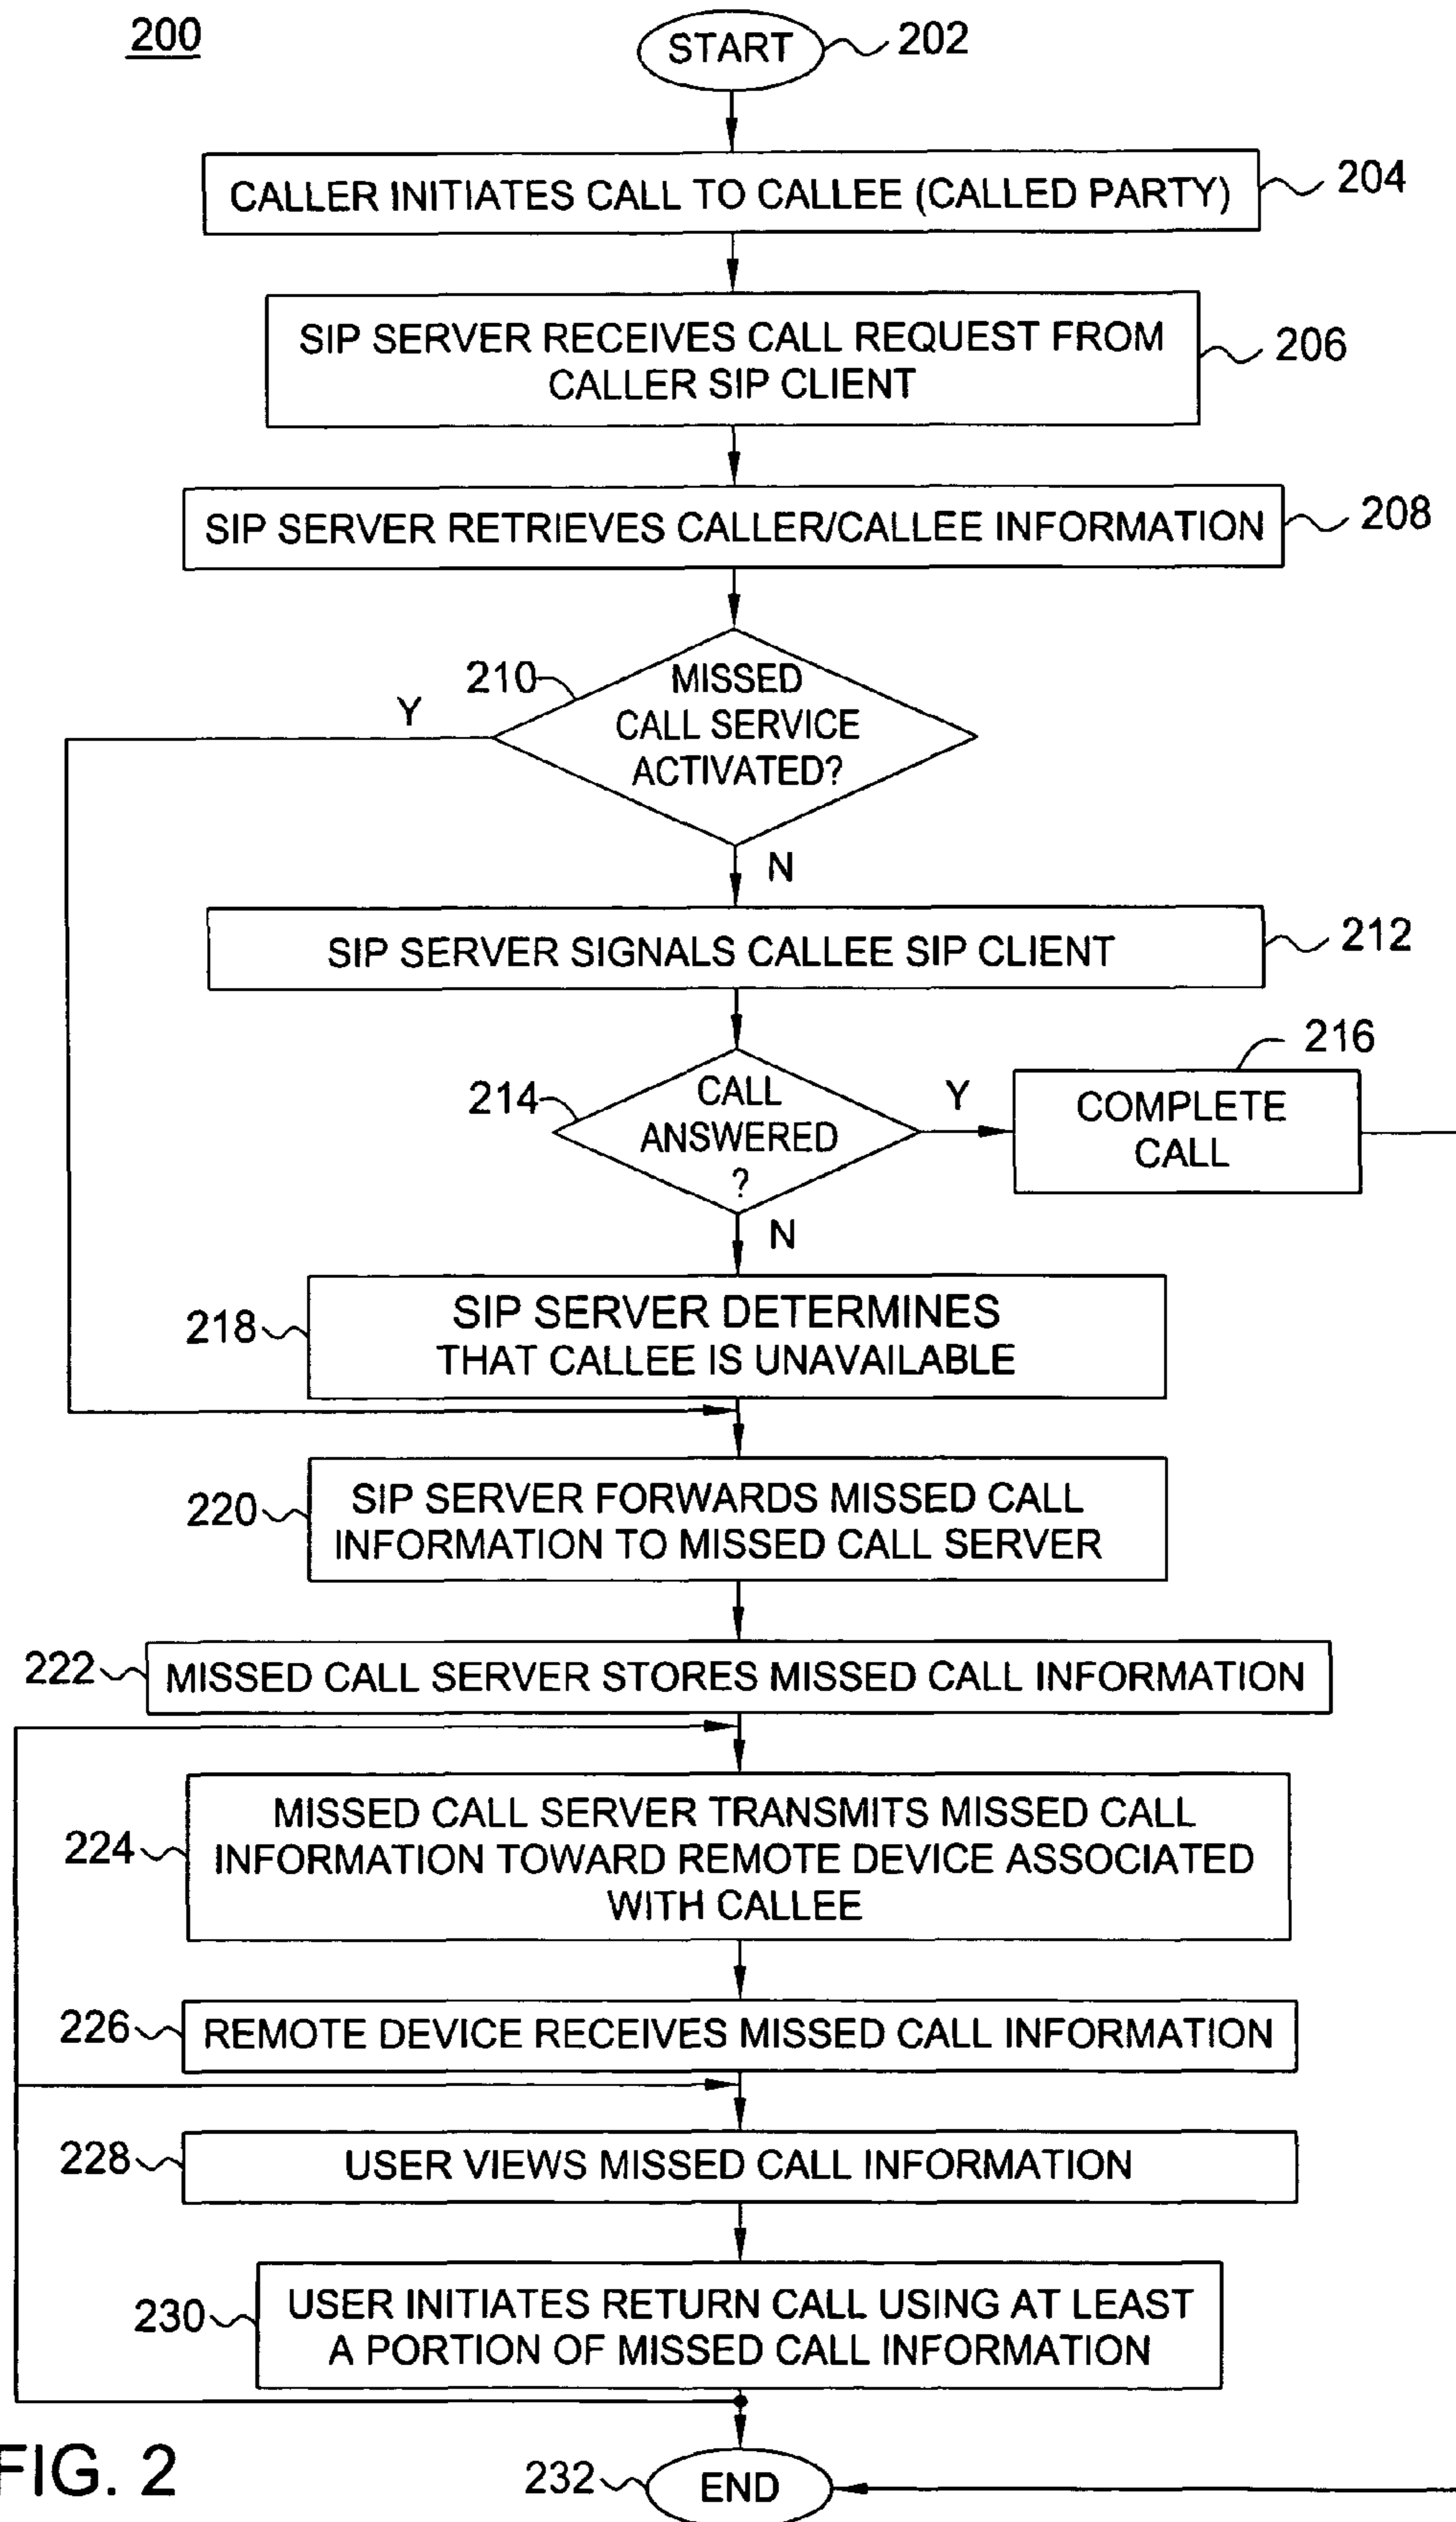 200
START
202
CALLER INITIATES CALL TO CALLEE (CALLED PARTY)
204
SIP SERVER RECEIVES CALL REQUEST FROM
CALLER SIP CLIENT
206
SIP SERVER RETRIEVES CALLER/CALLEE INFORMATION
208
210
MISSED
CALL SERVICE
ACTIVATED?
Y
N
SIP SERVER SIGNALS CALLEE SIP CLIENT
212
214
CALL
ANSWERED
?
Y
216
COMPLETE
CALL
N
218
SIP SERVER DETERMINES
THAT CALLEE IS UNAVAILABLE
220
SIP SERVER FORWARDS MISSED CALL
INFORMATION TO MISSED CALL SERVER
222
MISSED CALL SERVER STORES MISSED CALL INFORMATION
224
MISSED CALL SERVER TRANSMITS MISSED CALL
INFORMATION TOWARD REMOTE DEVICE ASSOCIATED
WITH CALLEE
226
REMOTE DEVICE RECEIVES MISSED CALL INFORMATION
228
USER VIEWS MISSED CALL INFORMATION
230
USER INITIATES RETURN CALL USING AT LEAST
A PORTION OF MISSED CALL INFORMATION
232
END
FIG. 2